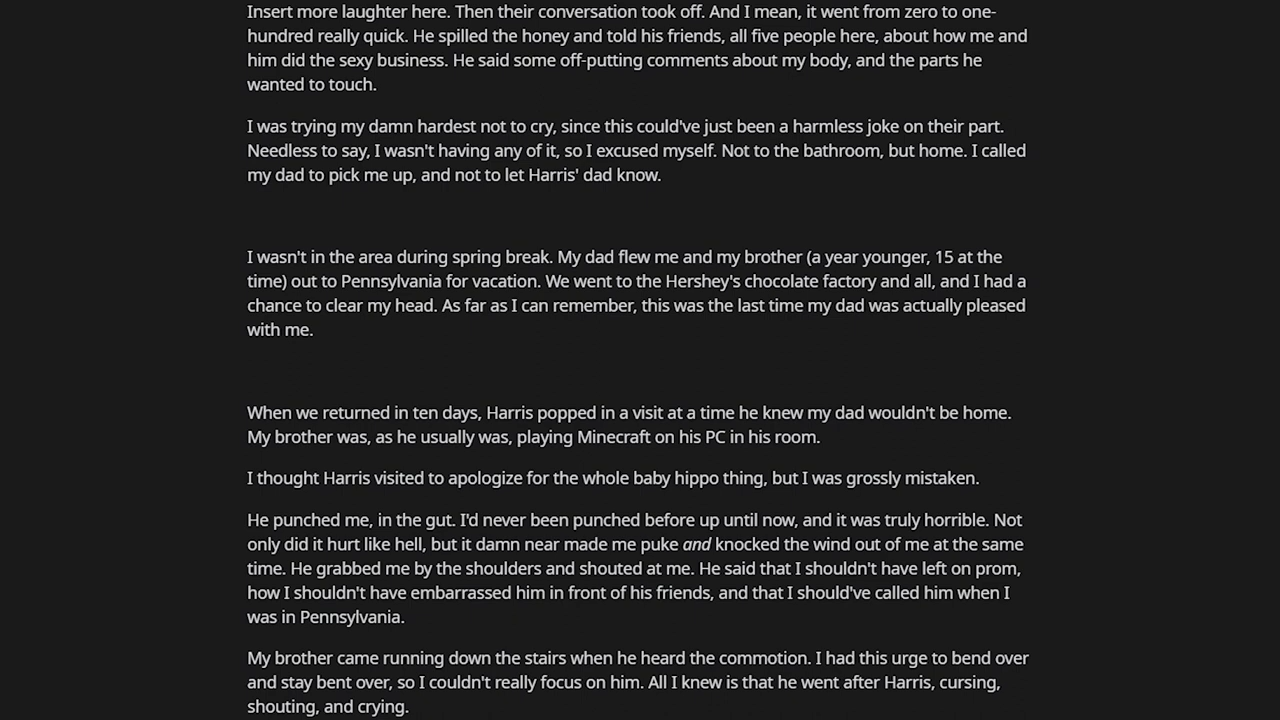 Insert more laughter here. Then their conversation took off. And I mean, it went from zero to one-
hundred really quick. He spilled the honey and told his friends, all five people here, about how me and
him did the sexy business. He said some off-putting comments about my body, and the parts he
wanted to touch.
I was trying my damn hardest not to cry, since this could've just been a harmless joke on their part.
Needless to say, I wasn't having any of it, so I excused myself. Not to the bathroom, but home. I called
my dad to pick me up, and not to let Harris' dad know.
I wasn't in the area during spring break. My dad flew me and my brother (a year younger, 15 at the
time) out to Pennsylvania for vacation. We went to the Hershey's chocolate factory and all, and I had a
chance to clear my head. As far as I can remember, this was the last time my dad was actually pleased
with me.
When we returned in ten days, Harris popped in a visit at a time he knew my dad wouldn't be home.
My brother was, as he usually was, playing Minecraft on his PC in his room.
I thought Harris visited to apologize for the whole baby hippo thing, but I was grossly mistaken.
He punched me, in the gut. I'd never been punched before up until now, and it was truly horrible. Not
only did it hurt like hell, but it damn near made me puke and knocked the wind out of me at the same
time. He grabbed me by the shoulders and shouted at me. He said that I shouldn't have left on prom,
how I shouldn't have embarrassed him in front of his friends, and that I should've called him when I
was in Pennsylvania.
My brother came running down the stairs when he heard the commotion. I had this urge to bend over
and stay bent over, so I couldn't really focus on him. All I knew is that he went after Harris, cursing,
shouting, and crying.